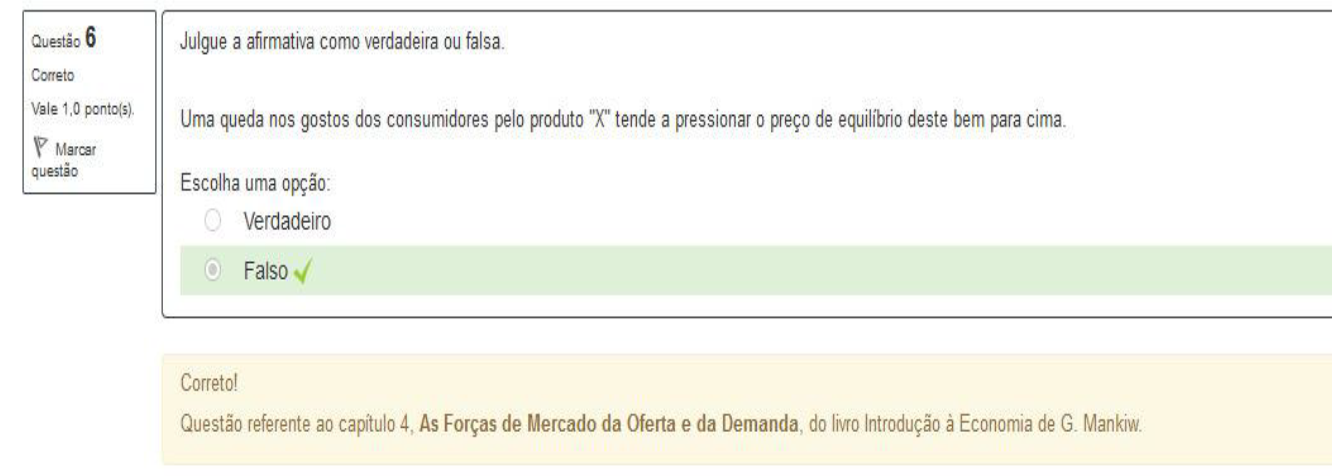 Questão 6
Correto
Vale 1,0 ponto(s).
Marcar
questão
Julgue a afirmativa como verdadeira ou falsa.
Uma queda nos gostos dos consumidores pelo produto "X" tende a pressionar o preço de equilíbrio deste bem para cima.
Escolha uma opção:
Verdadeiro
Falso
Correto!
Questão referente ao capítulo 4, As Forças de Mercado da Oferta e da Demanda, do livro Introdução à Economia de G. Mankiw.